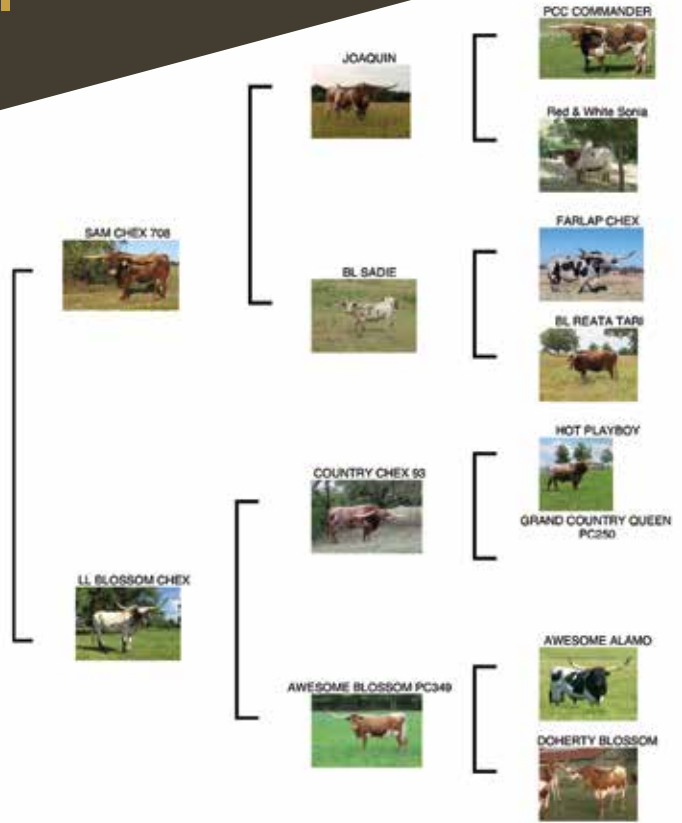 PCC COMMANDER
JOAQUIN
Red & White Sonia
SAM CHEX 708
FARLAP CHEX
BL SADIE
BL REATA TARI
HOT PLAYBOY
COUNTRY CHEX 93
GRAND COUNTRY QUEEN
PC250
LL BLOSSOM CHEX
AWESOME ALAMO
AWESOME BLOSSOM PC349
DOHERTY BLOSSOM